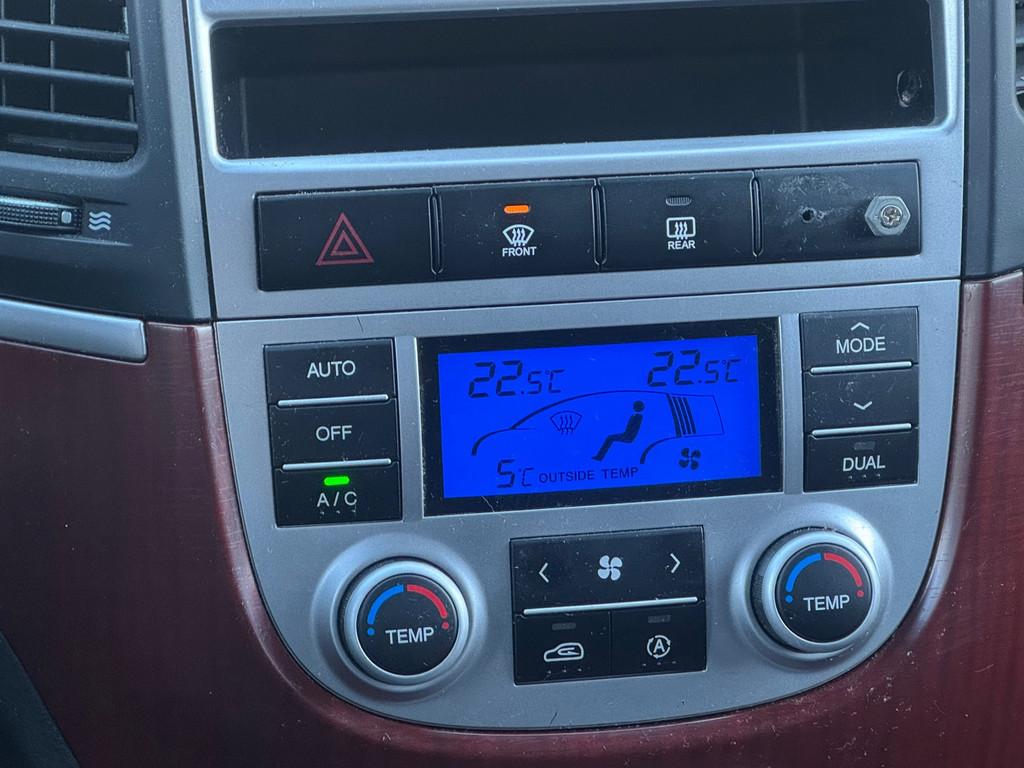 FRONT
REAR
AUTO
OFF
A/C
22.5°C
22.5°C
5°C OUTSIDE TEMP
MODE
DUAL
TEMP
A
TEMP